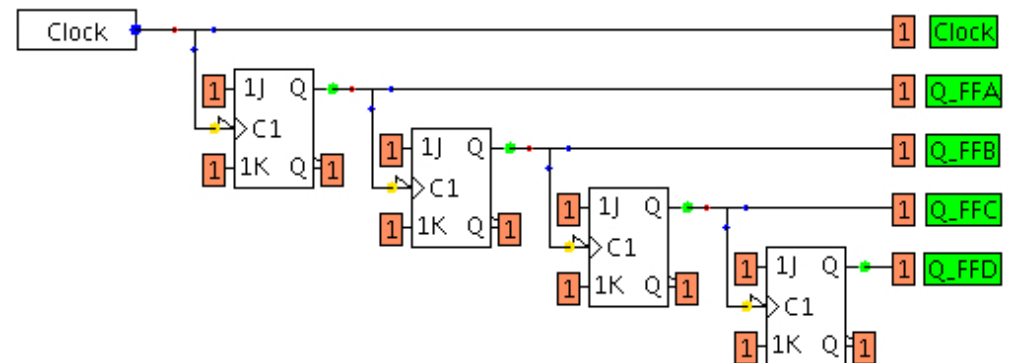 Clock 1 Clock
1 1J Q 1 Q_FFA
C1
1 1K Q 1
1 1J Q 1 Q_FFB
C1
1 1K Q 1
1 1J Q 1 Q_FFC
C1
1 1K Q 1
1 1J Q 1 Q_FFD
C1
1 1K Q 1